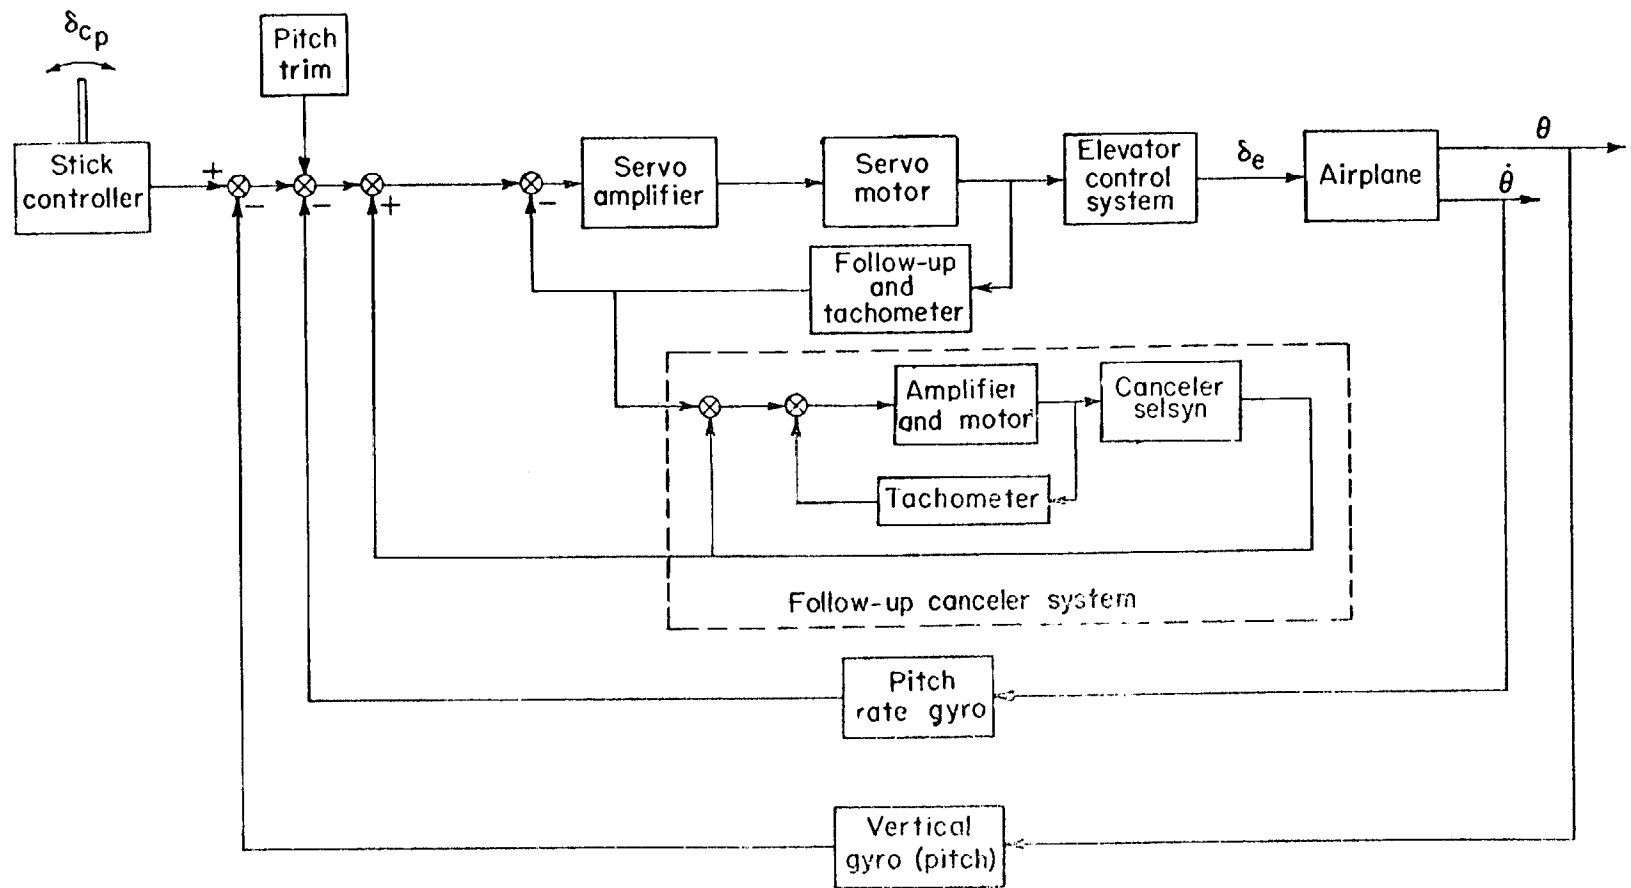 δcp
Pitch
trim
Stick
controller
+
-
-
+
-
Servo
amplifier
Servo
motor
Elevator
control
system
δe
Airplane
θ
θ̇
Follow-up
and
tachometer
Amplifier
and motor
Canceler
selsyn
Tachometer
Follow-up canceler system
Pitch
rate gyro
Vertical
gyro (pitch)